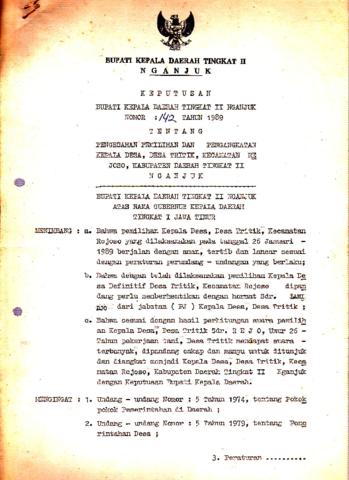 BUPATI KEPALA DAERAH TINGKAT II
N G A N J U K
K E P U T U S A N
BUPATI KEPALA DAERAH TINGKAT II NGANJUK
NOMOR : 142 TAHUN 1989
T E N T A N G
PENGESAHAN PEMILIHAN DAN PENGANGKATAN
KEPALA DESA, DESA TRITIK, KECAMATAN RE
JOSO, KABUPATEN DAERAH TINGKAT II
N G A N J U K
BUPATI KEPALA DAERAH TINGKAT II NGANJUK
ATAS NAMA GUBERNUR KEPALA DAERAH
TINGKAT I JAWA TIMUR
MENIMBANG : a. Bahwa pemilihan Kepala Desa, Desa Tritik, Kecamatan
Rejoso yang dilaksanakan pada tanggal 26 Januari -
1989 berjalan dengan aman, tertib dan lancar sesuai
dengan peraturan perundang - undangan yang berlaku;
b. Bahwa dengan telah dilaksanakan pemilihan Kepala De
sa Definitif Desa Tritik, Kecamatan Rejoso dipan
dang perlu memberhentikan dengan hormat Sdr.
dari jabatan ( PJ ) Kepala Desa, Desa Tritik ;
c. Bahwa sesuai dengan hasil perhitungan suara pemilih
an Kepala Desa, Desa Tritik Sdr. R E J O, Umur 26 -
Tahun pekerjaan tani, Desa Tritik mendapat suara -
terbanyak, dipandang cakap dan mampu untuk ditunjuk
dan diangkat menjadi Kepala Desa, Desa Tritik, Keca
matan Rejoso, Kabupaten Daerah Tingkat II Nganjuk
dengan Keputusan Bupati Kepala Daerah.
MENGINGAT : 1. Undang - undang Nomor : 5 Tahun 1974, tentang Pokok
pokok Pemerintahan di Daerah ;
2. Undang - undang Nomor : 5 Tahun 1979, tentang Pem
rintahan Desa ;
3. Peraturan ..........